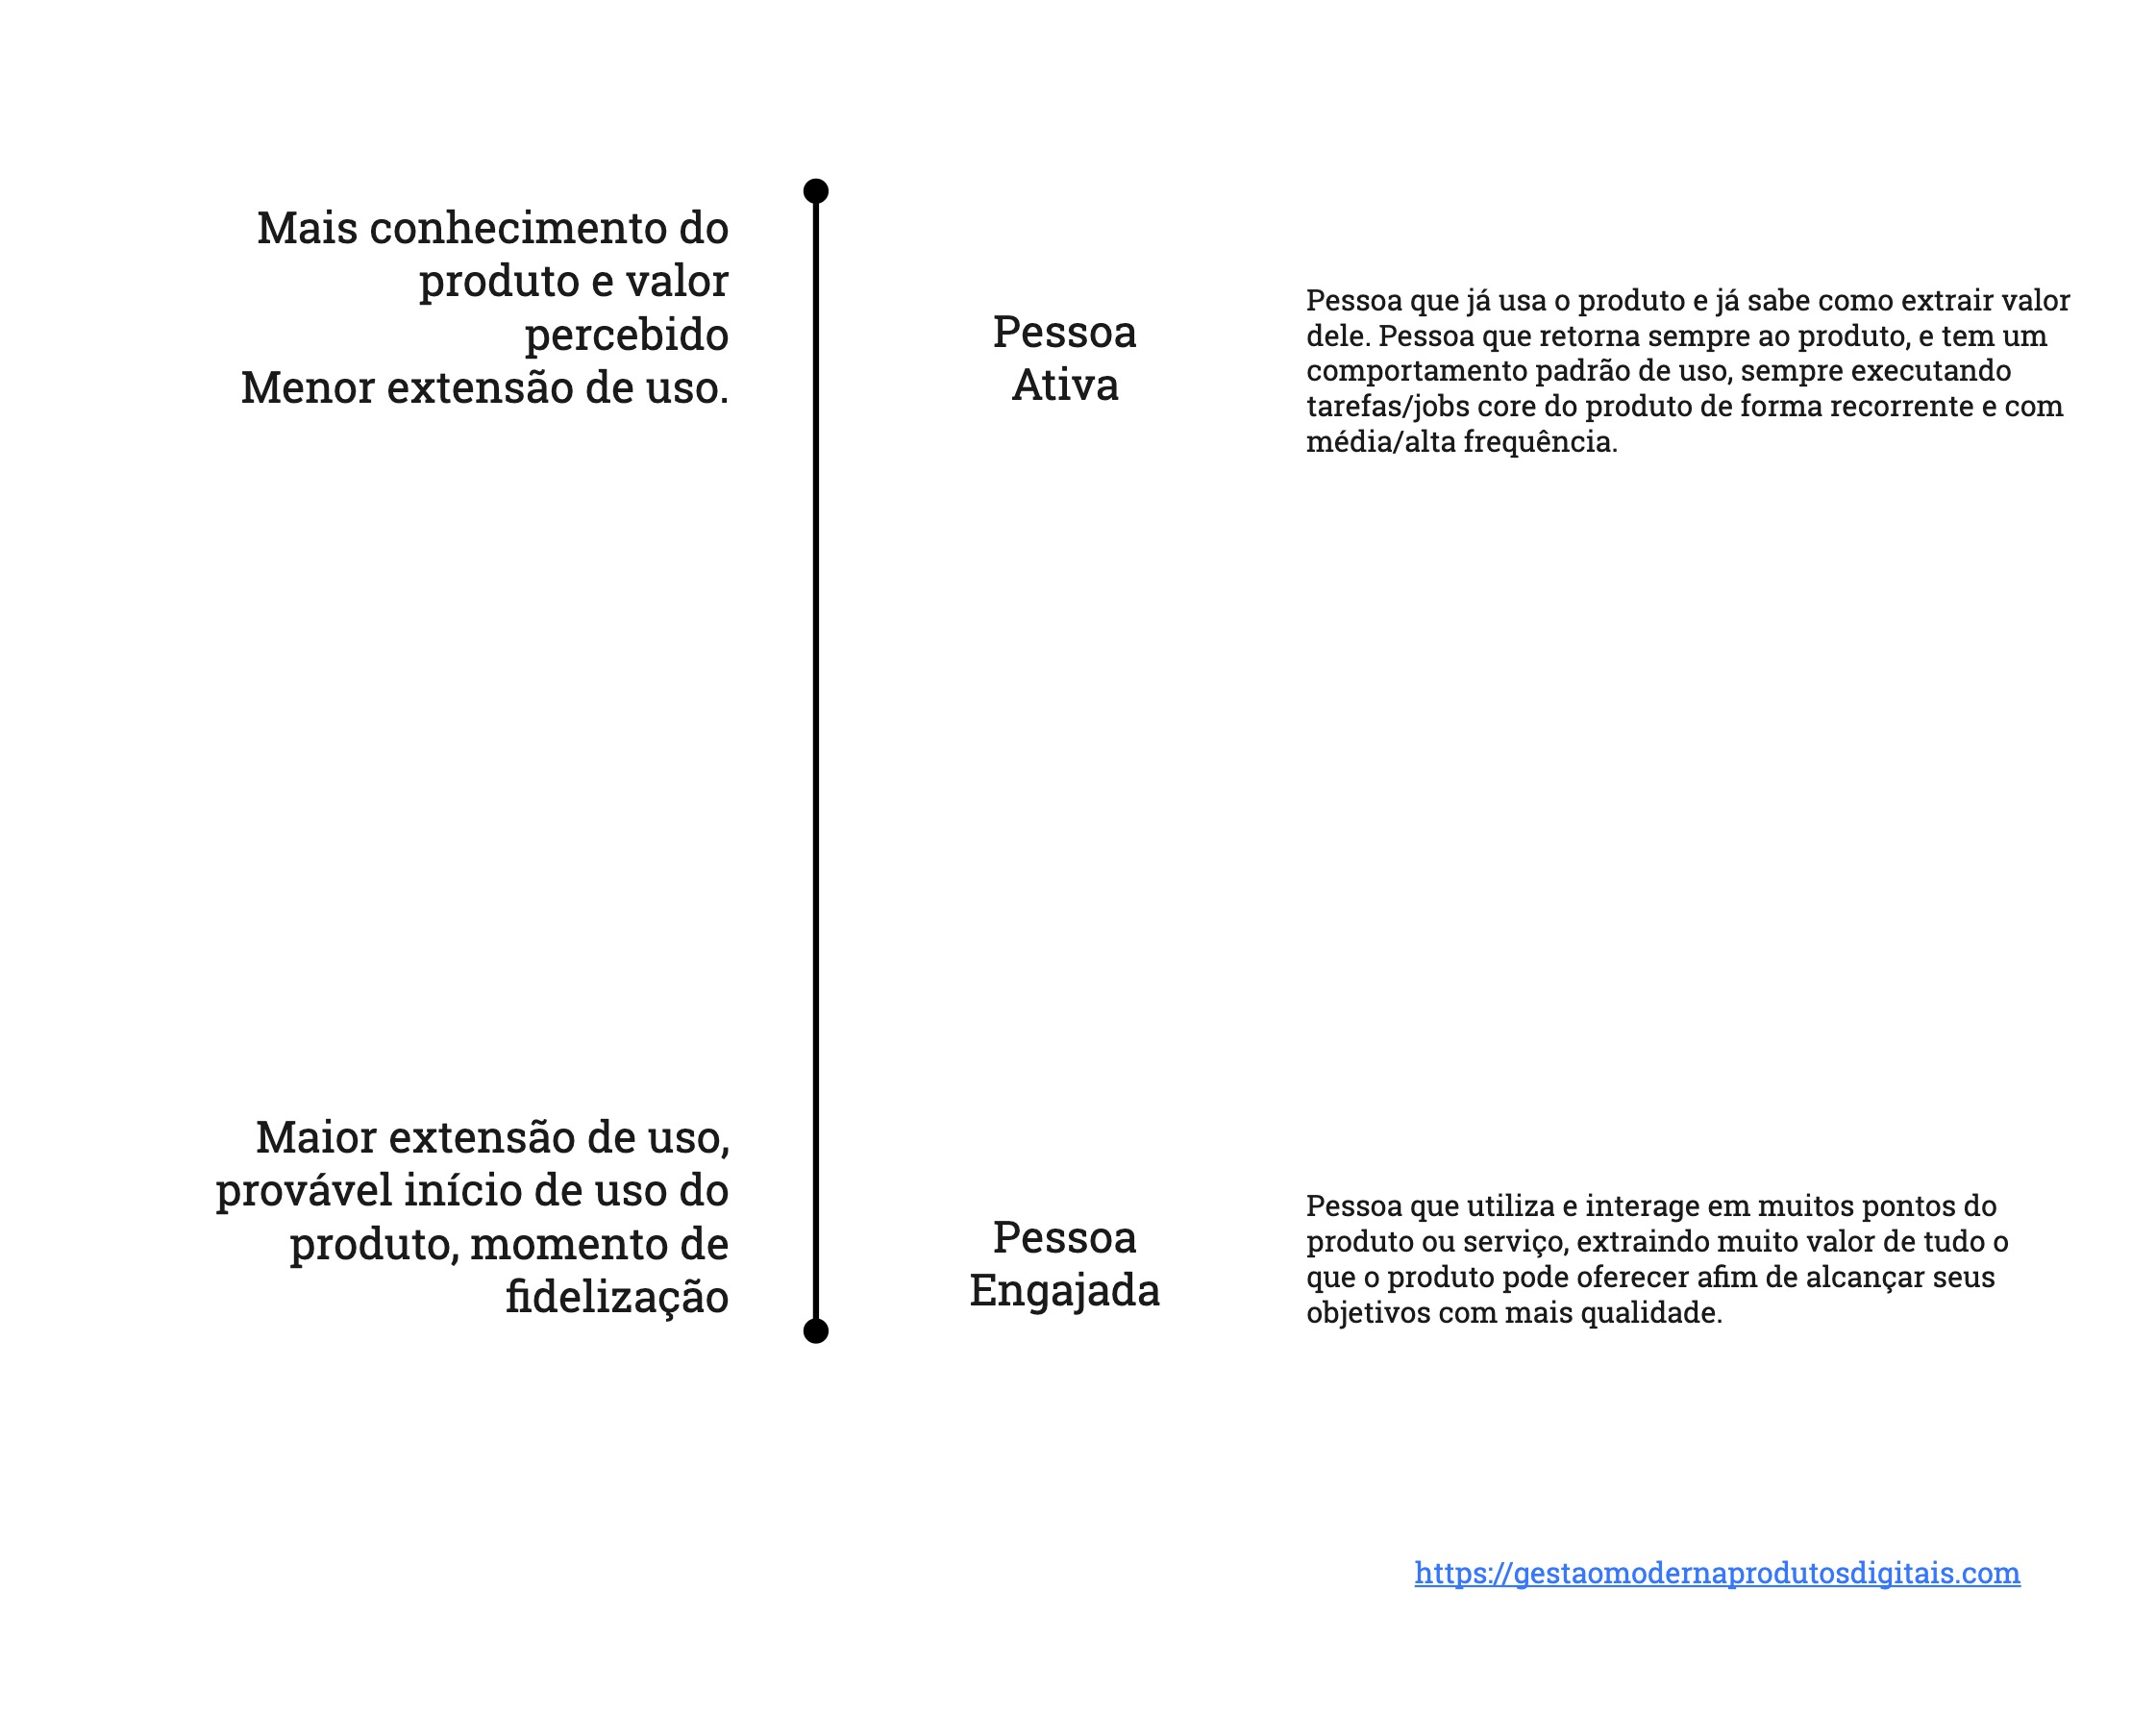 Mais conhecimento do
produto e valor
percebido
Menor extensão de uso.
Pessoa
Ativa
Pessoa que já usa o produto e já sabe como extrair valor
dele. Pessoa que retorna sempre ao produto, e tem um
comportamento padrão de uso, sempre executando
tarefas/jobs core do produto de forma recorrente e com
média/alta frequência.
Maior extensão de uso,
provável início de uso do
produto, momento de
fidelização
Pessoa
Engajada
Pessoa que utiliza e interage em muitos pontos do
produto ou serviço, extraindo muito valor de tudo o
que o produto pode oferecer afim de alcançar seus
objetivos com mais qualidade.
https://gestaomodernaprodutosdigitais.com